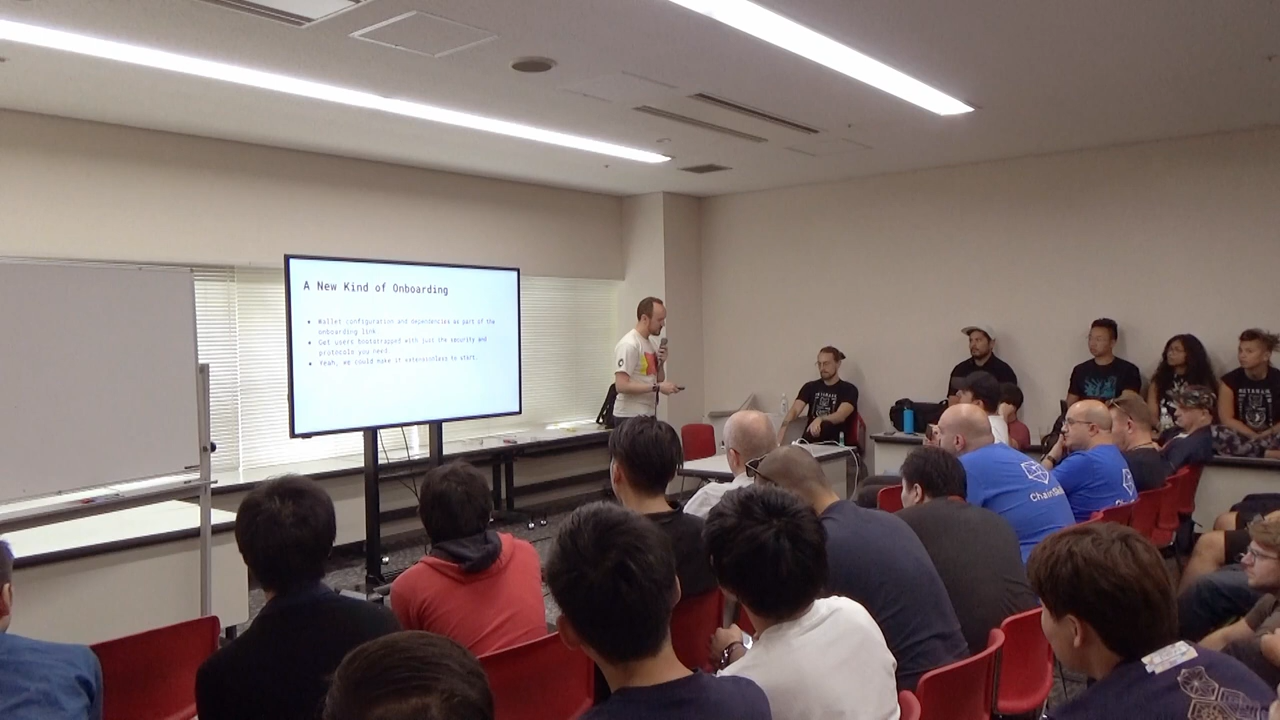 A New Kind of Onboarding
● Wallet configuration and dependencies as part of the
onboarding link
● Get users bootstrapped with just the security and
protocols you need
● Yeah, we could make it
to start.
METAMASK
ChainSafe